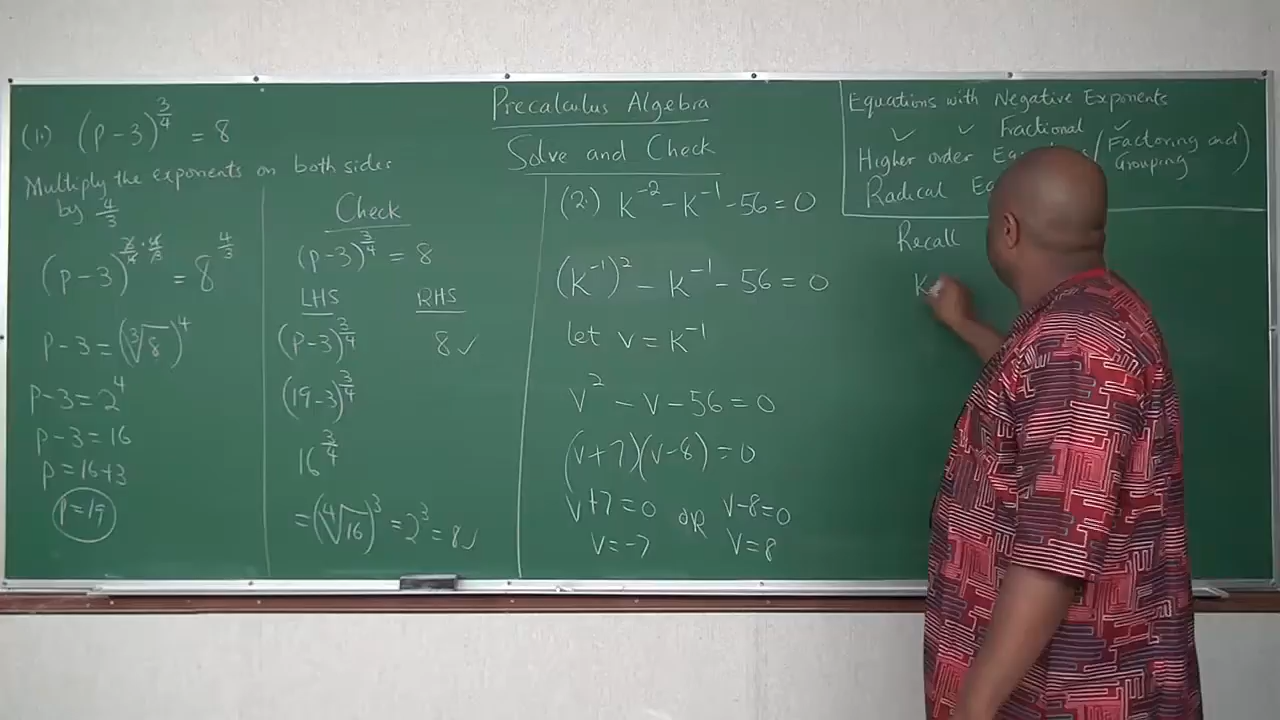 Precalculus Algebra
Solve and Check
(1.) (p-3)^{3/4} = 8
Multiply the exponents on both sides
by 4/3
(p-3)^{3/4 · 4/3} = 8^{4/3}
p-3 = (∛8)^4
p-3 = 2^4
p-3 = 16
p = 16+3
p = 19
Check
(p-3)^{3/4} = 8
LHS RHS
(p-3)^{3/4} 8 ✓
(19-3)^{3/4}
16^{3/4}
= (∜16)^3 = 2^3 = 8 ✓
(2.) K^{-2} - K^{-1} - 56 = 0
(K^{-1})^2 - K^{-1} - 56 = 0
let v = K^{-1}
v^2 - v - 56 = 0
(v+7)(v-8) = 0
v+7=0 OR v-8=0
v=-7 v=8
Equations with Negative Exponents
✓ ✓ Fractional ✓
Higher order (Factoring and
Grouping)
Radical
Recall
K